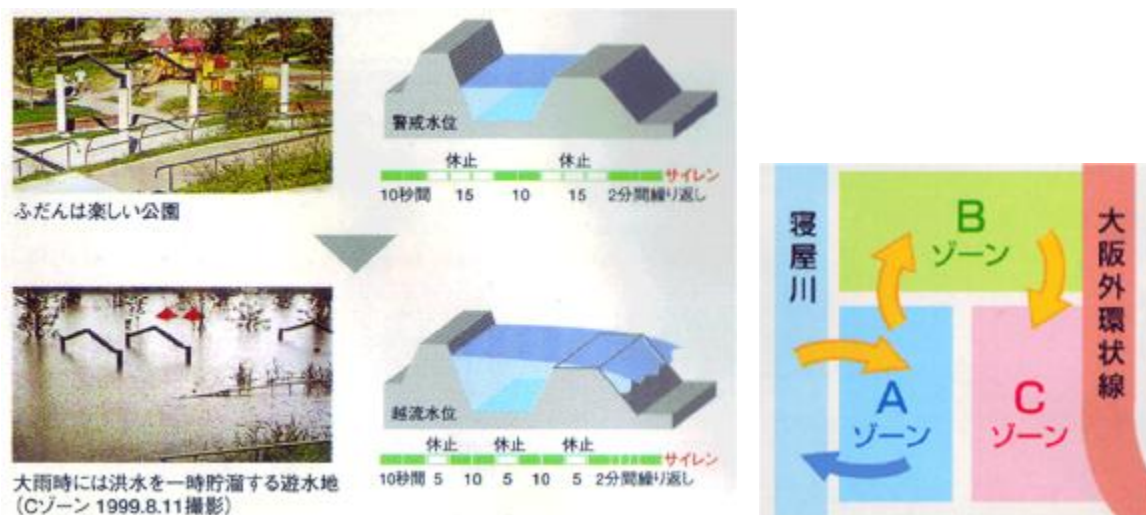 ふだんは楽しい公園
警戒水位
休止 休止
サイレン
10秒間 15 10 15 2分間繰り返し
大雨時には洪水を一時貯溜する遊水地
(Cゾーン 1999.8.11撮影)
越流水位
休止 休止 休止
サイレン
10秒間 5 10 5 10 5 2分間繰り返し
寝屋川
B
ゾーン
A
ゾーン
C
ゾーン
大阪外環状線